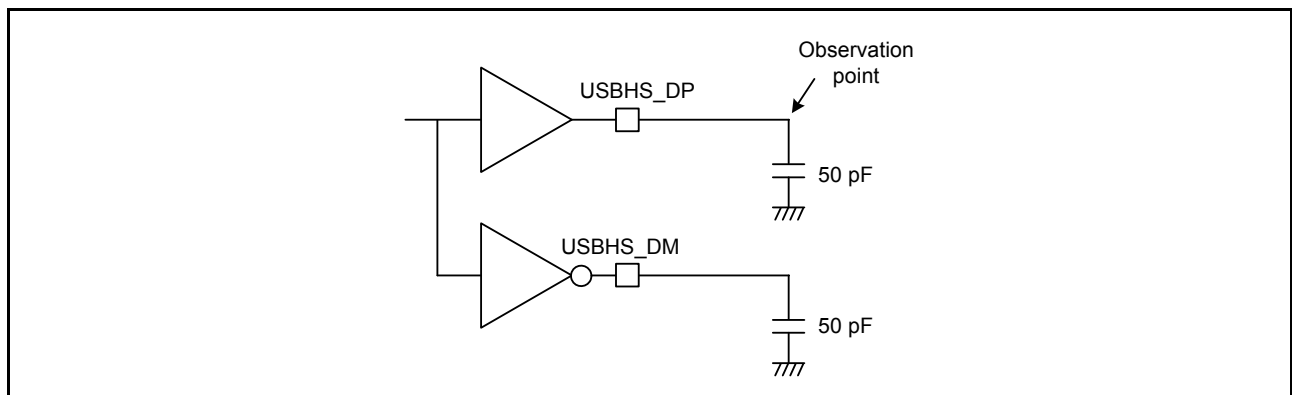 Observation
point
USBHS_DP
50 pF
USBHS_DM
50 pF